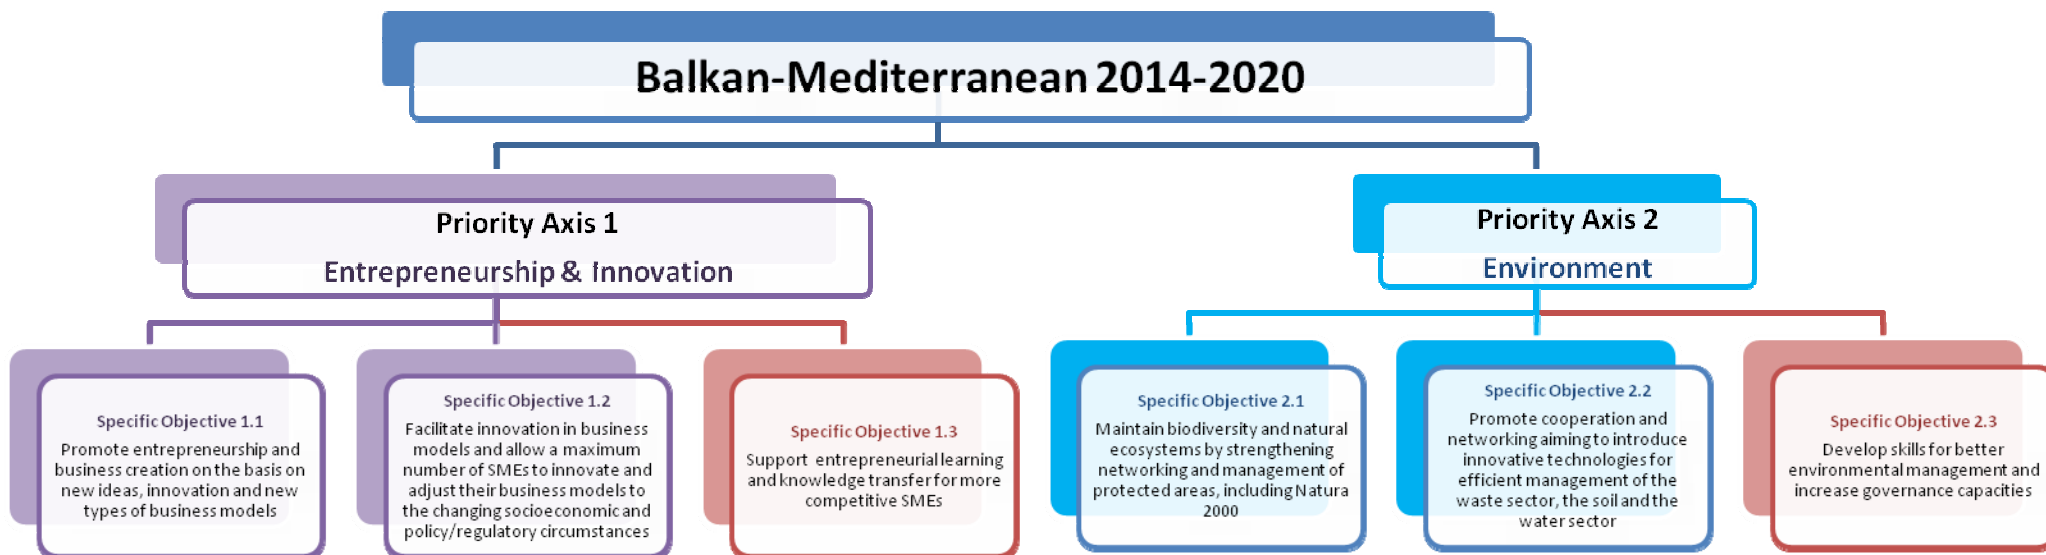 Balkan-Mediterranean 2014-2020
Priority Axis 1
Entrepreneurship & Innovation
Priority Axis 2
Environment
Specific Objective 1.1
Promote entrepreneurship and
business creation on the basis on
new ideas, innovation and new
types of business models
Specific Objective 1.2
Facilitate innovation in business
models and allow a maximum
number of SMEs to innovate and
adjust their business models to
the changing socioeconomic and
policy/regulatory circumstances
Specific Objective 1.3
Support entrepreneurial learning
and knowledge transfer for more
competitive SMEs
Specific Objective 2.1
Maintain biodiversity and natural
ecosystems by strengthening
networking and management of
protected areas, including Natura
2000
Specific Objective 2.2
Promote cooperation and
networking aiming to introduce
innovative technologies for
efficient management of the
waste sector, the soil and the
water sector
Specific Objective 2.3
Develop skills for better
environmental management and
increase governance capacities